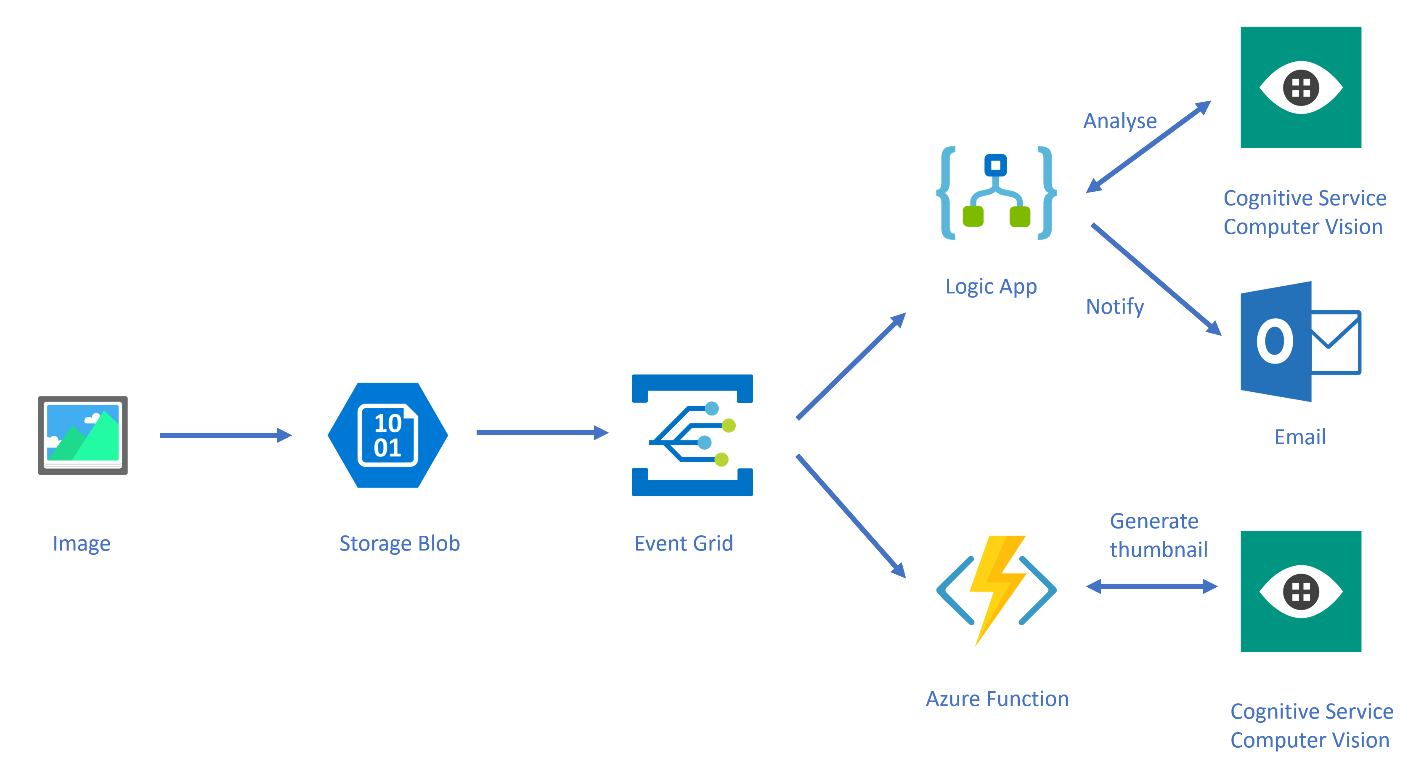 Analyse
Cognitive Service
Computer Vision
Logic App
Notify
Email
10
01
Image
Storage Blob
Event Grid
Generate
thumbnail
Azure Function
Cognitive Service
Computer Vision